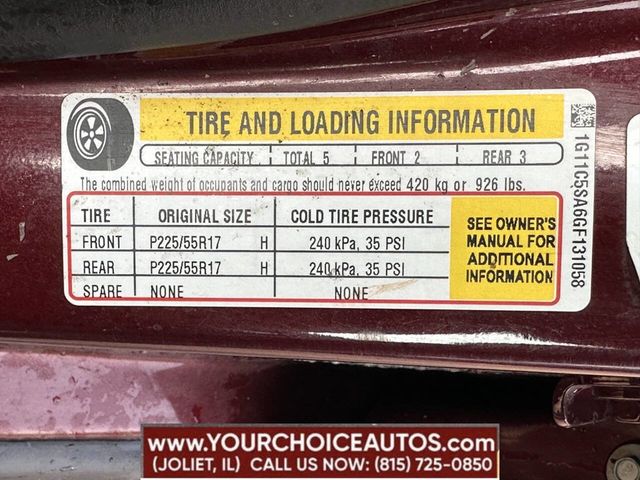 TIRE AND LOADING INFORMATION
SEATING CAPACITY TOTAL 5 FRONT 2 REAR 3
The combined weight of occupants and cargo should never exceed 420 kg or 926 lbs.
TIRE ORIGINAL SIZE COLD TIRE PRESSURE
FRONT P225/55R17 H 240 kPa, 35 PSI
REAR P225/55R17 H 240 kPa, 35 PSI
SPARE NONE NONE
SEE OWNER'S
MANUAL FOR
ADDITIONAL
INFORMATION
1G11C5SA6GF131058
WWW.YOURCHOICEAUTOS.COM
(JOLIET, IL) CALL US NOW: (815) 725-0850